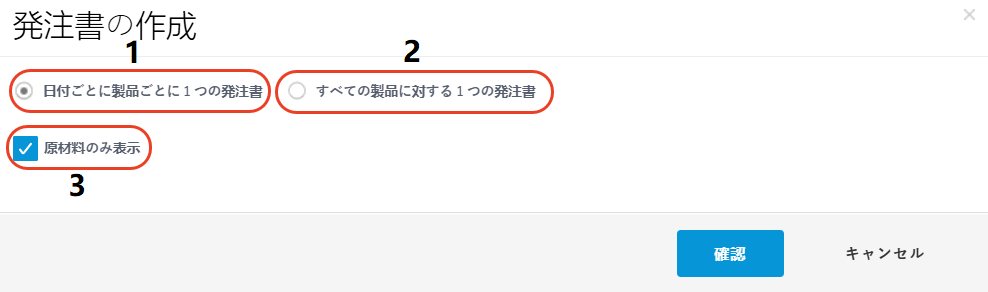 発注書の作成
×
1
2
日付ごとに製品ごとに１つの発注書
すべての製品に対する１つの発注書
原材料のみ表示
3
確認
キャンセル